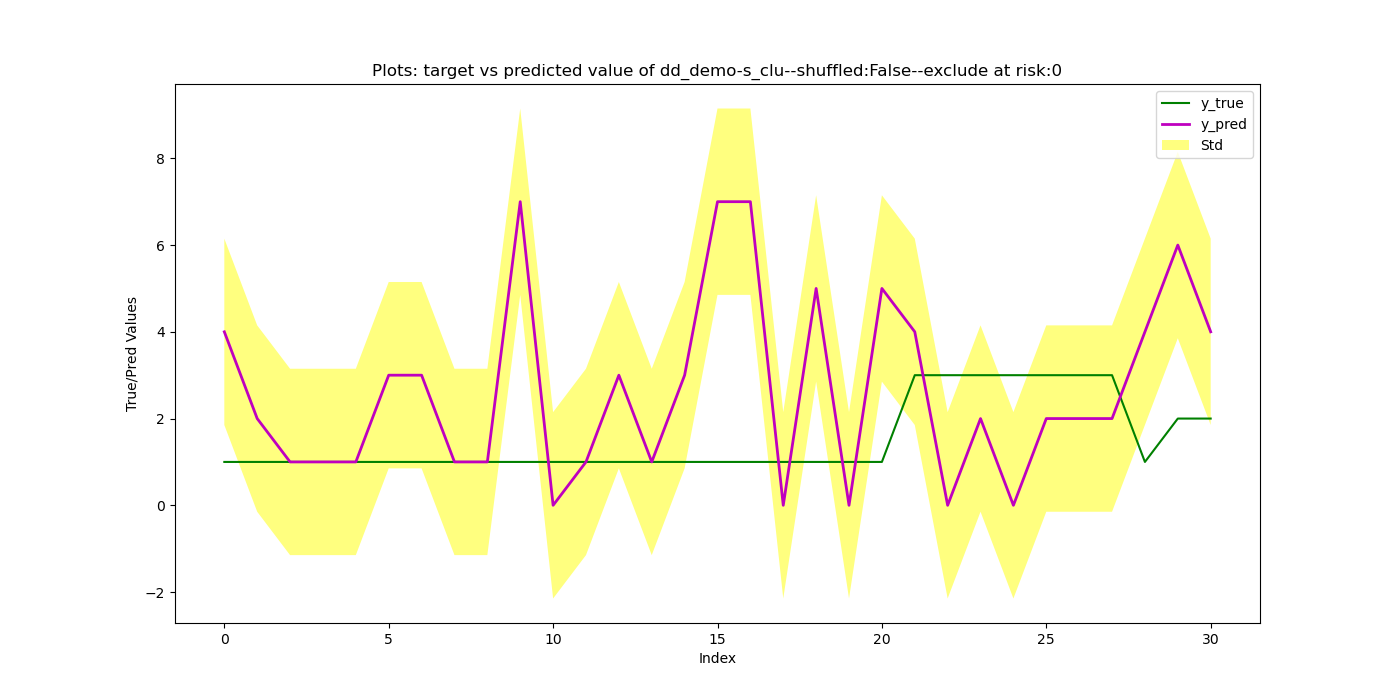 Plots: target vs predicted value of dd_demo-s_clu--shuffled:False--exclude at risk:0
y_true
y_pred
Std
8
6
4
2
0
−2
True/Pred Values
0 5 10 15 20 25 30
Index